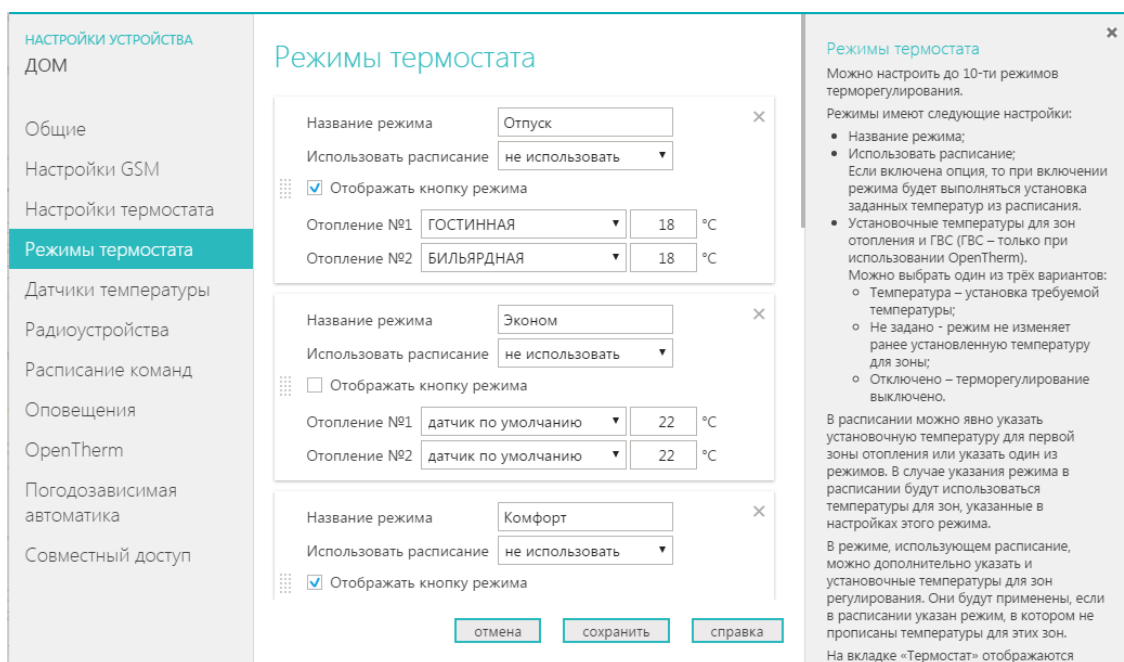 НАСТРОЙКИ УСТРОЙСТВА
ДОМ
Общие
Настройки GSM
Настройки термостата
Режимы термостата
Датчики температуры
Радиоустройства
Расписание команд
Оповещения
OpenTherm
Погодозависимая
автоматика
Совместный доступ
Режимы термостата
Название режима Отпуск
Использовать расписание не использовать
Отображать кнопку режима
Отопление №1 ГОСТИННАЯ 18 °C
Отопление №2 БИЛЬЯРДНАЯ 18 °C
Название режима Эконом
Использовать расписание не использовать
Отображать кнопку режима
Отопление №1 датчик по умолчанию 22 °C
Отопление №2 датчик по умолчанию 22 °C
Название режима Комфорт
Использовать расписание не использовать
Отображать кнопку режима
отмена сохранить справка
Режимы термостата
Можно настроить до 10-ти режимов
терморегулирования.
Режимы имеют следующие настройки:
• Название режима;
• Использовать расписание;
Если включена опция, то при включении
режима будет выполняться установка
заданных температур из расписания.
• Установочные температуры для зон
отопления и ГВС (ГВС – только при
использовании OpenTherm).
Можно выбрать один из трёх вариантов:
○ Температура – установка требуемой
температуры;
○ Не задано - режим не изменяет
ранее установленную температуру
для зоны;
○ Отключено – терморегулирование
выключено.
В расписании можно явно указать
установочную температуру для первой
зоны отопления или указать один из
режимов. В случае указания режима в
расписании будут использоваться
температуры для зон, указанные в
настройках этого режима.
В режиме, использующем расписание,
можно дополнительно указать и
установочные температуры для зон
регулирования. Они будут применены, если
в расписании указан режим, в котором не
прописаны температуры для этих зон.
На вкладке «Термостат» отображаются